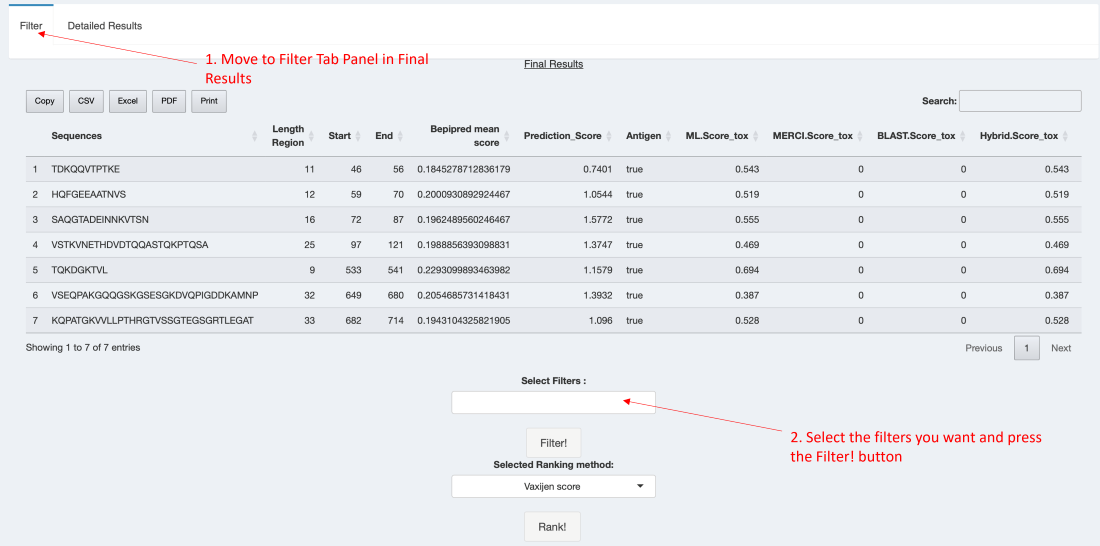 Filter Detailed Results
1. Move to Filter Tab Panel in Final
Results
Final Results
Copy CSV Excel PDF Print Search:
Sequences Length Region Start End Bepipred mean score Prediction_Score Antigen ML.Score_tox MERCI.Score_tox BLAST.Score_tox Hybrid.Score_tox
1 TDKQQVTPTKE 11 46 56 0.1845278712836179 0.7401 true 0.543 0 0 0.543
2 HQFGEEAATNVS 12 59 70 0.2000930892924467 1.0544 true 0.519 0 0 0.519
3 SAQGTADEINNKVTSN 16 72 87 0.1962489560246467 1.5772 true 0.555 0 0 0.555
4 VSTKVNETHDVDTQQASTQKPTQSA 25 97 121 0.1988856393098831 1.3747 true 0.469 0 0 0.469
5 TQKDGKTVL 9 533 541 0.2293099893463982 1.1579 true 0.694 0 0 0.694
6 VSEQPAKGQQGSKGSESGKDVQPIGDDKAMNP 32 649 680 0.2054685731418431 1.3932 true 0.387 0 0 0.387
7 KQPATGKVVLLPTHRGTVSSGTEGSGRTLEGAT 33 682 714 0.1943104325821905 1.096 true 0.528 0 0 0.528
Showing 1 to 7 of 7 entries Previous 1 Next
Select Filters :
Filter!
2. Select the filters you want and press
the Filter! button
Selected Ranking method:
Vaxijen score
Rank!